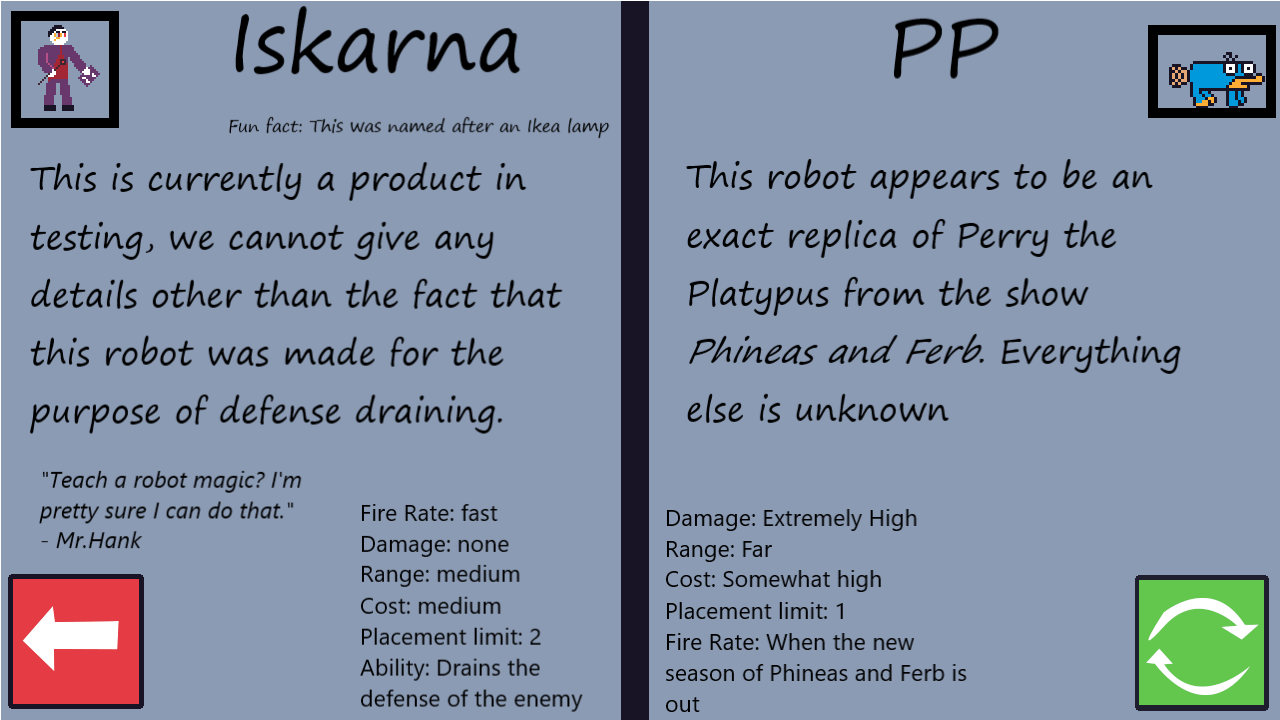 Iskarna
Fun fact: This was named after an Ikea lamp
This is currently a product in
testing, we cannot give any
details other than the fact that
this robot was made for the
purpose of defense draining.
"Teach a robot magic? I'm
pretty sure I can do that."
- Mr.Hank
Fire Rate: fast
Damage: none
Range: medium
Cost: medium
Placement limit: 2
Ability: Drains the
defense of the enemy
PP
This robot appears to be an
exact replica of Perry the
Platypus from the show
Phineas and Ferb. Everything
else is unknown
Damage: Extremely High
Range: Far
Cost: Somewhat high
Placement limit: 1
Fire Rate: When the new
season of Phineas and Ferb is
out